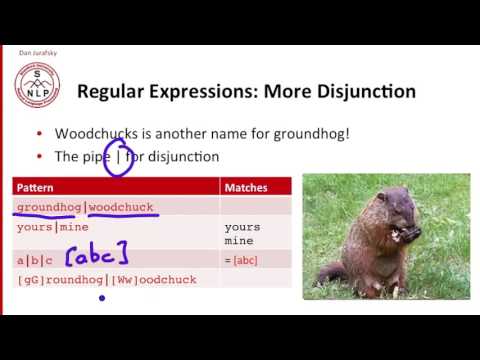 Dan Jurafsky
S
NLP
Regular Expressions: More Disjunction
• Woodchucks is another name for groundhog!
• The pipe | for disjunction
Pattern Matches
groundhog|woodchuck
yours|mine yours
mine
a|b|c [abc] = [abc]
[gG]roundhog|[Ww]oodchuck